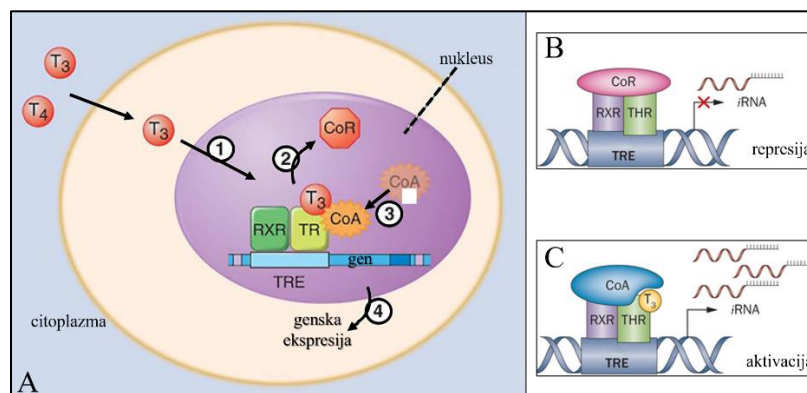 T3
T4
T3
1
nukleus
2
CoR
T3
CoA
CoA
3
RXR
TR
gen
TRE
4
genska
ekspresija
citoplazma
A
B
CoR
RXR
THR
iRNA
TRE
represija
C
CoA
T3
RXR
THR
iRNA
TRE
aktivacija